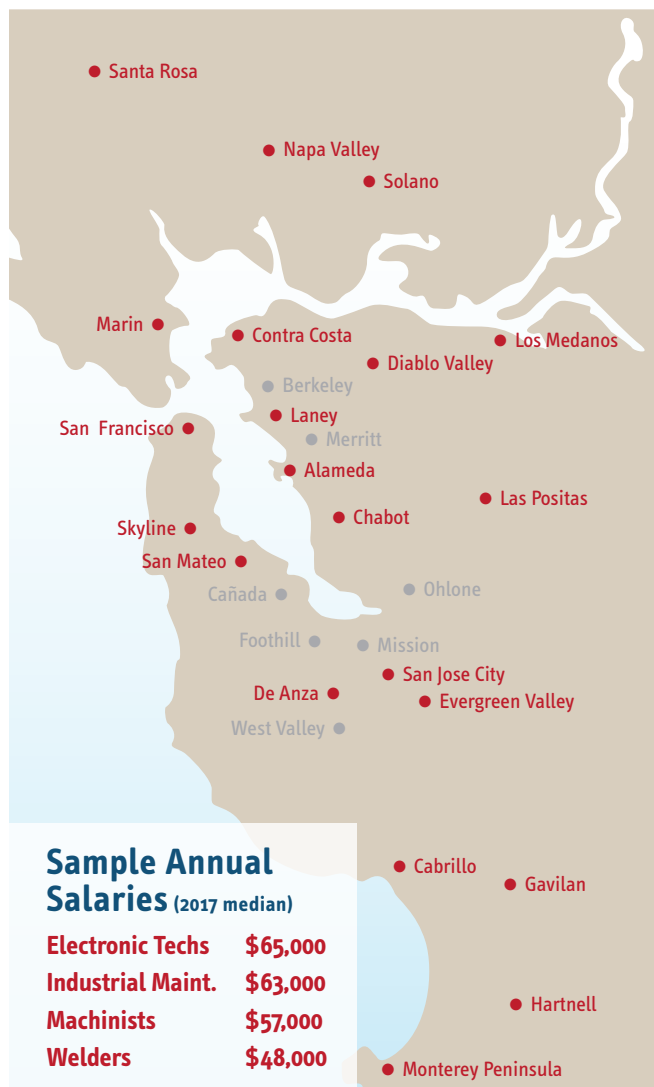 Santa Rosa
Napa Valley
Solano
Marin
Contra Costa
Los Medanos
Diablo Valley
Berkeley
Laney
San Francisco
Merritt
Alameda
Las Positas
Chabot
Skyline
San Mateo
Ohlone
Cañada
Foothill
Mission
San Jose City
De Anza
Evergreen Valley
West Valley
Sample Annual
Salaries (2017 median)
Electronic Techs $65,000
Industrial Maint. $63,000
Machinists $57,000
Welders $48,000
Cabrillo
Gavilan
Hartnell
Monterey Peninsula